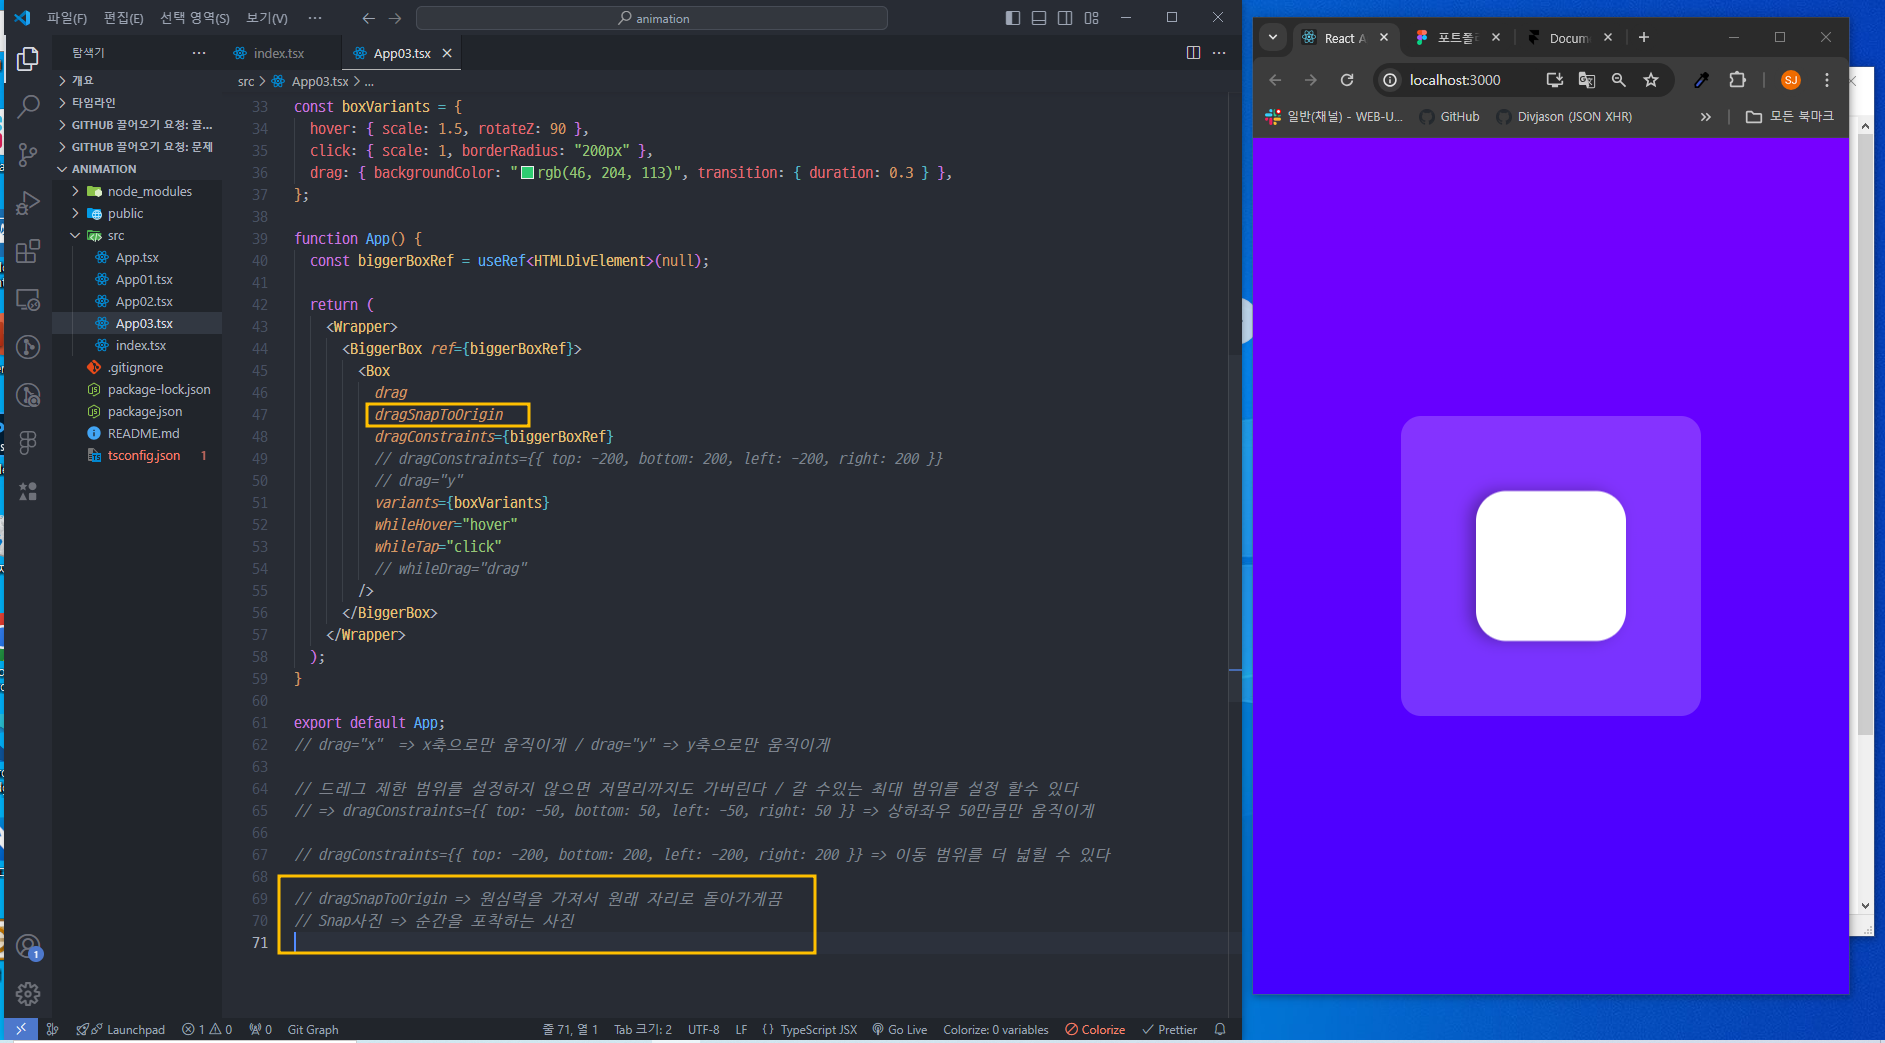 파일(F) 편집(E) 선택 영역(S) 보기(V) ··· animation
탐색기 ···
개요
타임라인
GITHUB 끌어오기 요청: 끌...
GITHUB 끌어오기 요청: 문제
ANIMATION
node_modules
public
src
App.tsx
App01.tsx
App02.tsx
App03.tsx
index.tsx
.gitignore
package-lock.json
package.json
README.md
tsconfig.json 1
index.tsx App03.tsx
src > App03.tsx > ...
33 const boxVariants = {
34 hover: { scale: 1.5, rotateZ: 90 },
35 click: { scale: 1, borderRadius: "200px" },
36 drag: { backgroundColor: "rgb(46, 204, 113)", transition: { duration: 0.3 } },
37 };
38
39 function App() {
40 const biggerBoxRef = useRef<HTMLDivElement>(null);
41
42 return (
43 <Wrapper>
44 <BiggerBox ref={biggerBoxRef}>
45 <Box
46 drag
47 dragSnapToOrigin
48 dragConstraints={biggerBoxRef}
49 // dragConstraints={{ top: -200, bottom: 200, left: -200, right: 200 }}
50 // drag="y"
51 variants={boxVariants}
52 whileHover="hover"
53 whileTap="click"
54 // whileDrag="drag"
55 />
56 </BiggerBox>
57 </Wrapper>
58 );
59 }
60
61 export default App;
62 // drag="x" => x축으로만 움직이게 / drag="y" => y축으로만 움직이게
63
64 // 드레그 제한 범위를 설정하지 않으면 저멀리까지도 가버린다 / 갈 수있는 최대 범위를 설정 할수 있다
65 // => dragConstraints={{ top: -50, bottom: 50, left: -50, right: 50 }} => 상하좌우 50만큼만 움직이게
66
67 // dragConstraints={{ top: -200, bottom: 200, left: -200, right: 200 }} => 이동 범위를 더 넓힐 수 있다
68
69 // dragSnapToOrigin => 원심력을 가져서 원래 자리로 돌아가게끔
70 // Snap사진 => 순간을 포착하는 사진
71
1
Launchpad 1 0 0 Git Graph 줄 71, 열 1 Tab 크기: 2 UTF-8 LF {} TypeScript JSX Go Live Colorize: 0 variables Colorize Prettier
React A Docum
localhost:3000 SJ
일반(채널) - WEB-U... GitHub Divjason (JSON XHR) » 모든 북마크